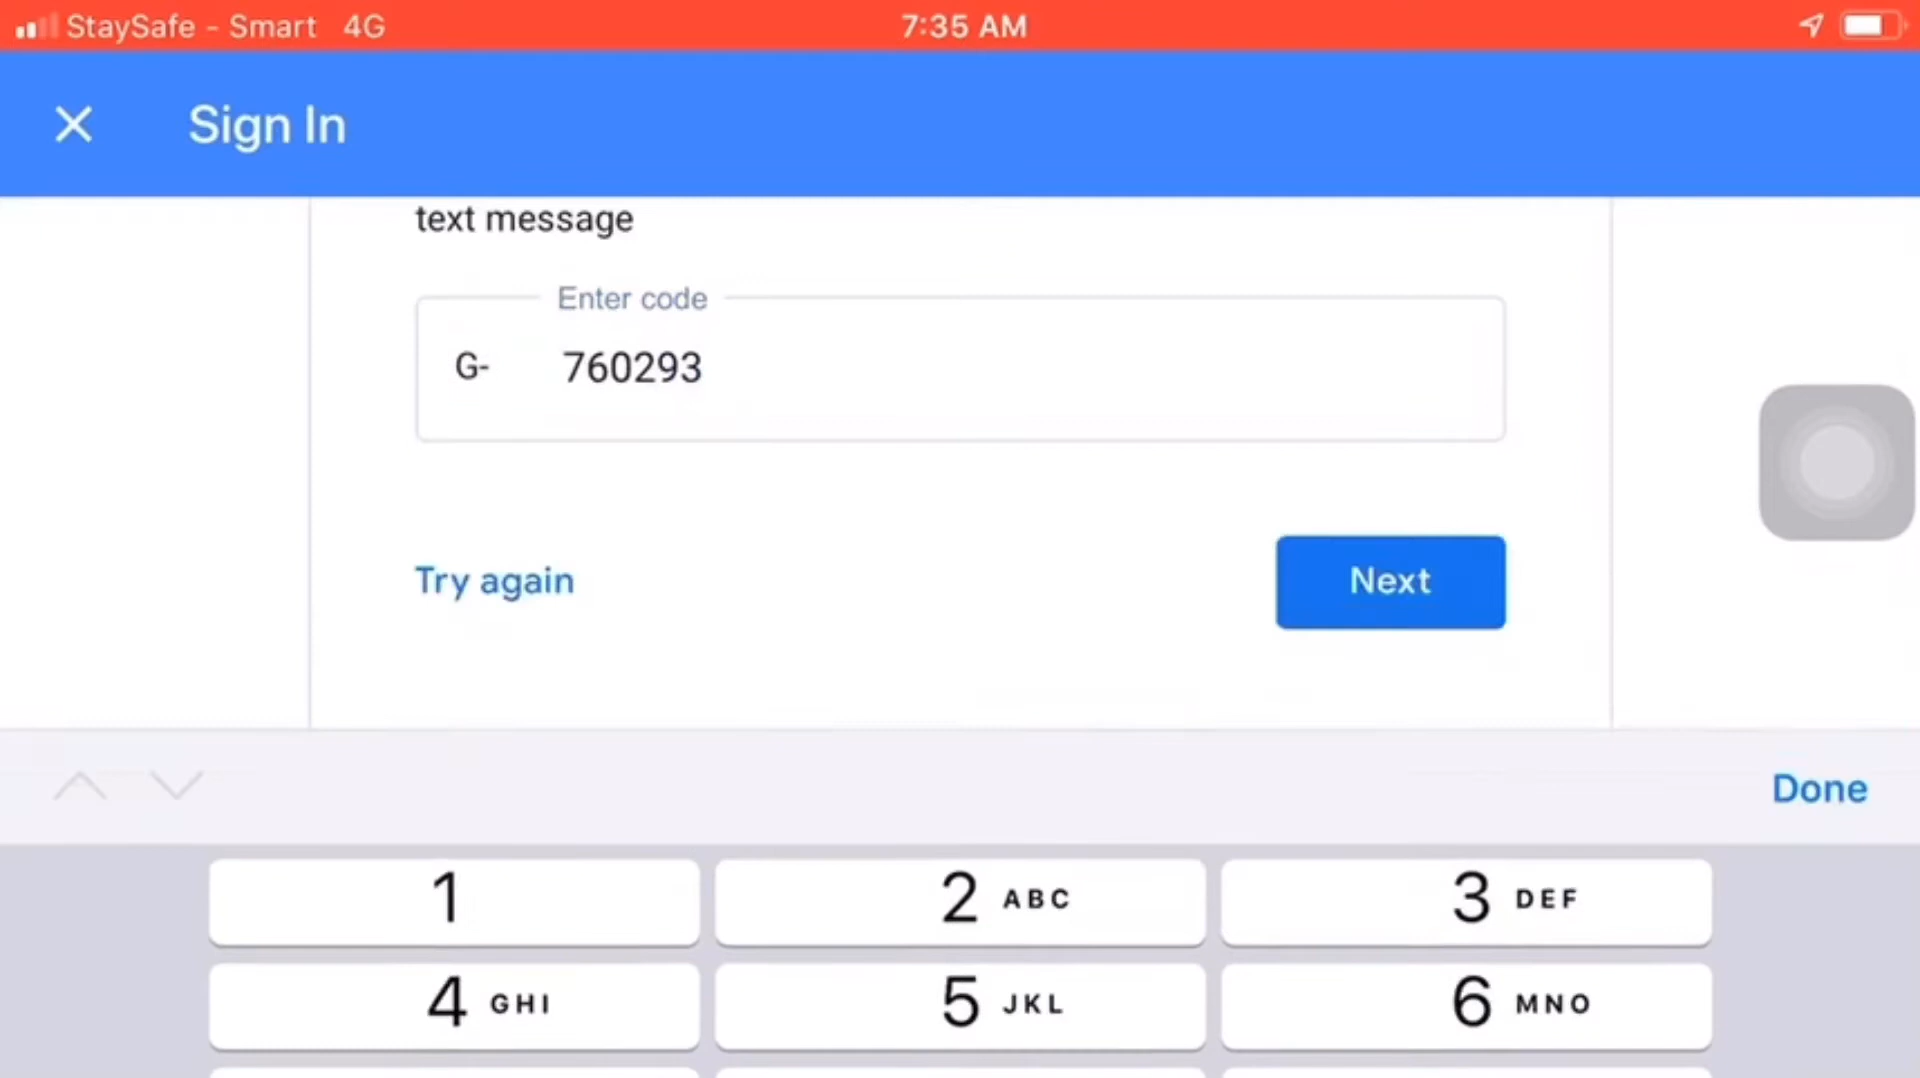 StaySafe - Smart 4G 7:35 AM
Sign In
text message
Enter code
G- 760293
Try again Next
Done
1 2 ABC 3 DEF
4 GHI 5 JKL 6 MNO